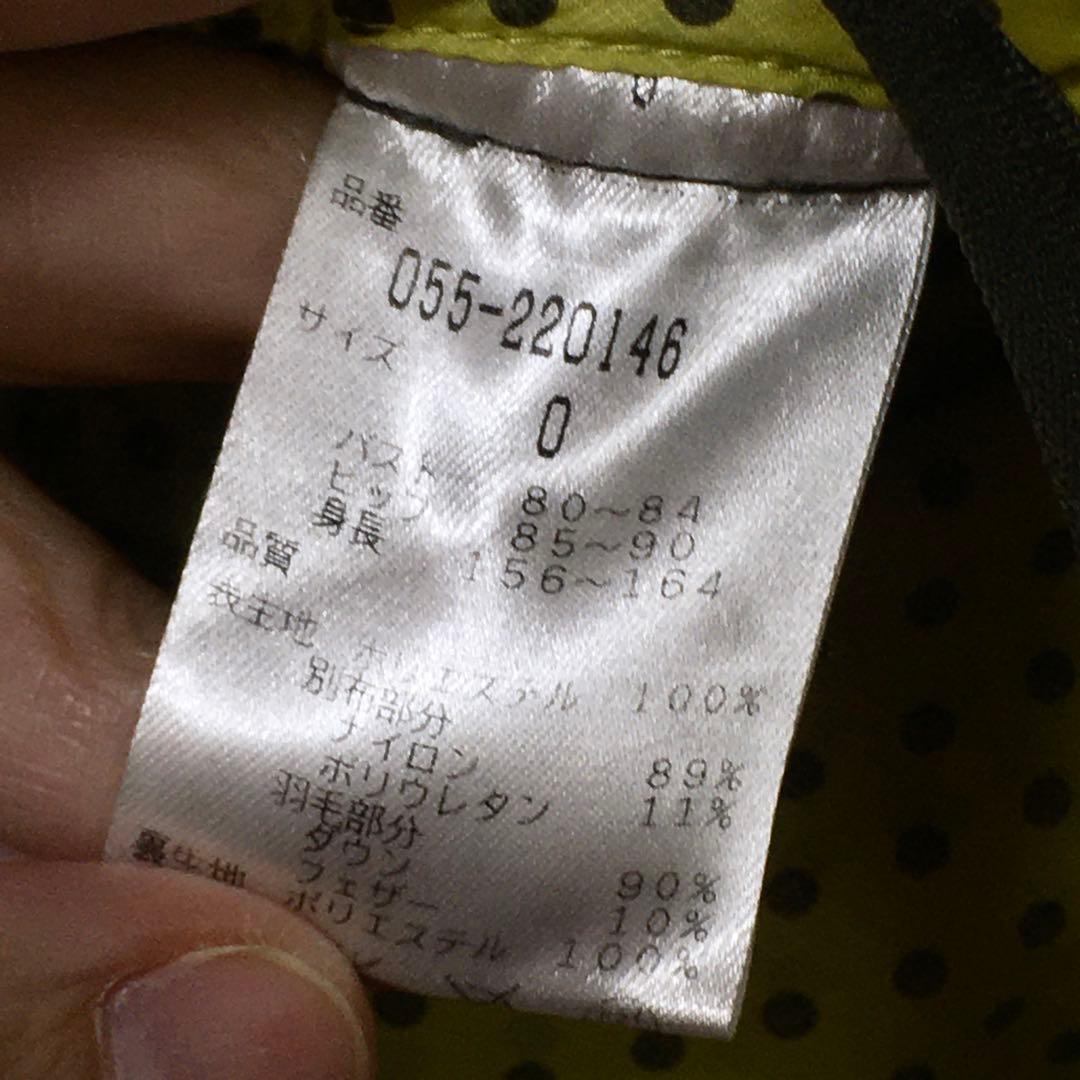 品番
055-220146
サイズ
0
バスト 80～84
ヒップ 85～90
身長 156～164
品質
表生地
ポリエステル 100%
別布部分
ナイロン 89%
ポリウレタン 11%
羽毛部分
ダウン 90%
フェザー 10%
裏生地
ポリエステル 100%